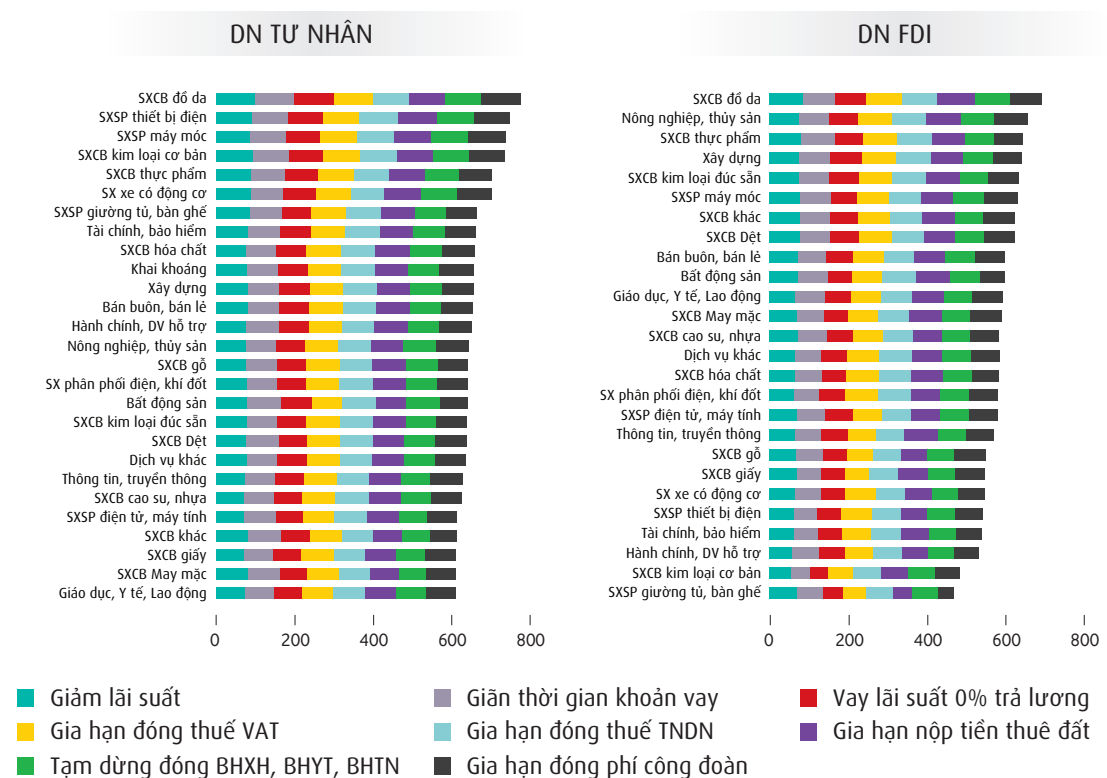 DN TƯ NHÂN
SXCB đồ da
SXSP thiết bị điện
SXSP máy móc
SXCB kim loại cơ bản
SXCB thực phẩm
SX xe có động cơ
SXSP giường tủ, bàn ghế
Tài chính, bảo hiểm
SXCB hóa chất
Khai khoáng
Xây dựng
Bán buôn, bán lẻ
Hành chính, DV hỗ trợ
Nông nghiệp, thủy sản
SXCB gỗ
SX phân phối điện, khí đốt
Bất động sản
SXCB kim loại đúc sẵn
SXCB Dệt
Dịch vụ khác
Thông tin, truyền thông
SXCB cao su, nhựa
SXSP điện tử, máy tính
SXCB khác
SXCB giấy
SXCB May mặc
Giáo dục, Y tế, Lao động
0 200 400 600 800
DN FDI
SXCB đồ da
Nông nghiệp, thủy sản
SXCB thực phẩm
Xây dựng
SXCB kim loại đúc sẵn
SXSP máy móc
SXCB khác
SXCB Dệt
Bán buôn, bán lẻ
Bất động sản
Giáo dục, Y tế, Lao động
SXCB May mặc
SXCB cao su, nhựa
Dịch vụ khác
SXCB hóa chất
SX phân phối điện, khí đốt
SXSP điện tử, máy tính
Thông tin, truyền thông
SXCB gỗ
SXCB giấy
SX xe có động cơ
SXSP thiết bị điện
Tài chính, bảo hiểm
Hành chính, DV hỗ trợ
SXCB kim loại cơ bản
SXSP giường tủ, bàn ghế
0 200 400 600 800
Giảm lãi suất
Giãn thời gian khoản vay
Vay lãi suất 0% trả lương
Gia hạn đóng thuế VAT
Gia hạn đóng thuế TNDN
Gia hạn nộp tiền thuê đất
Tạm dừng đóng BHXH, BHYT, BHTN
Gia hạn đóng phí công đoàn